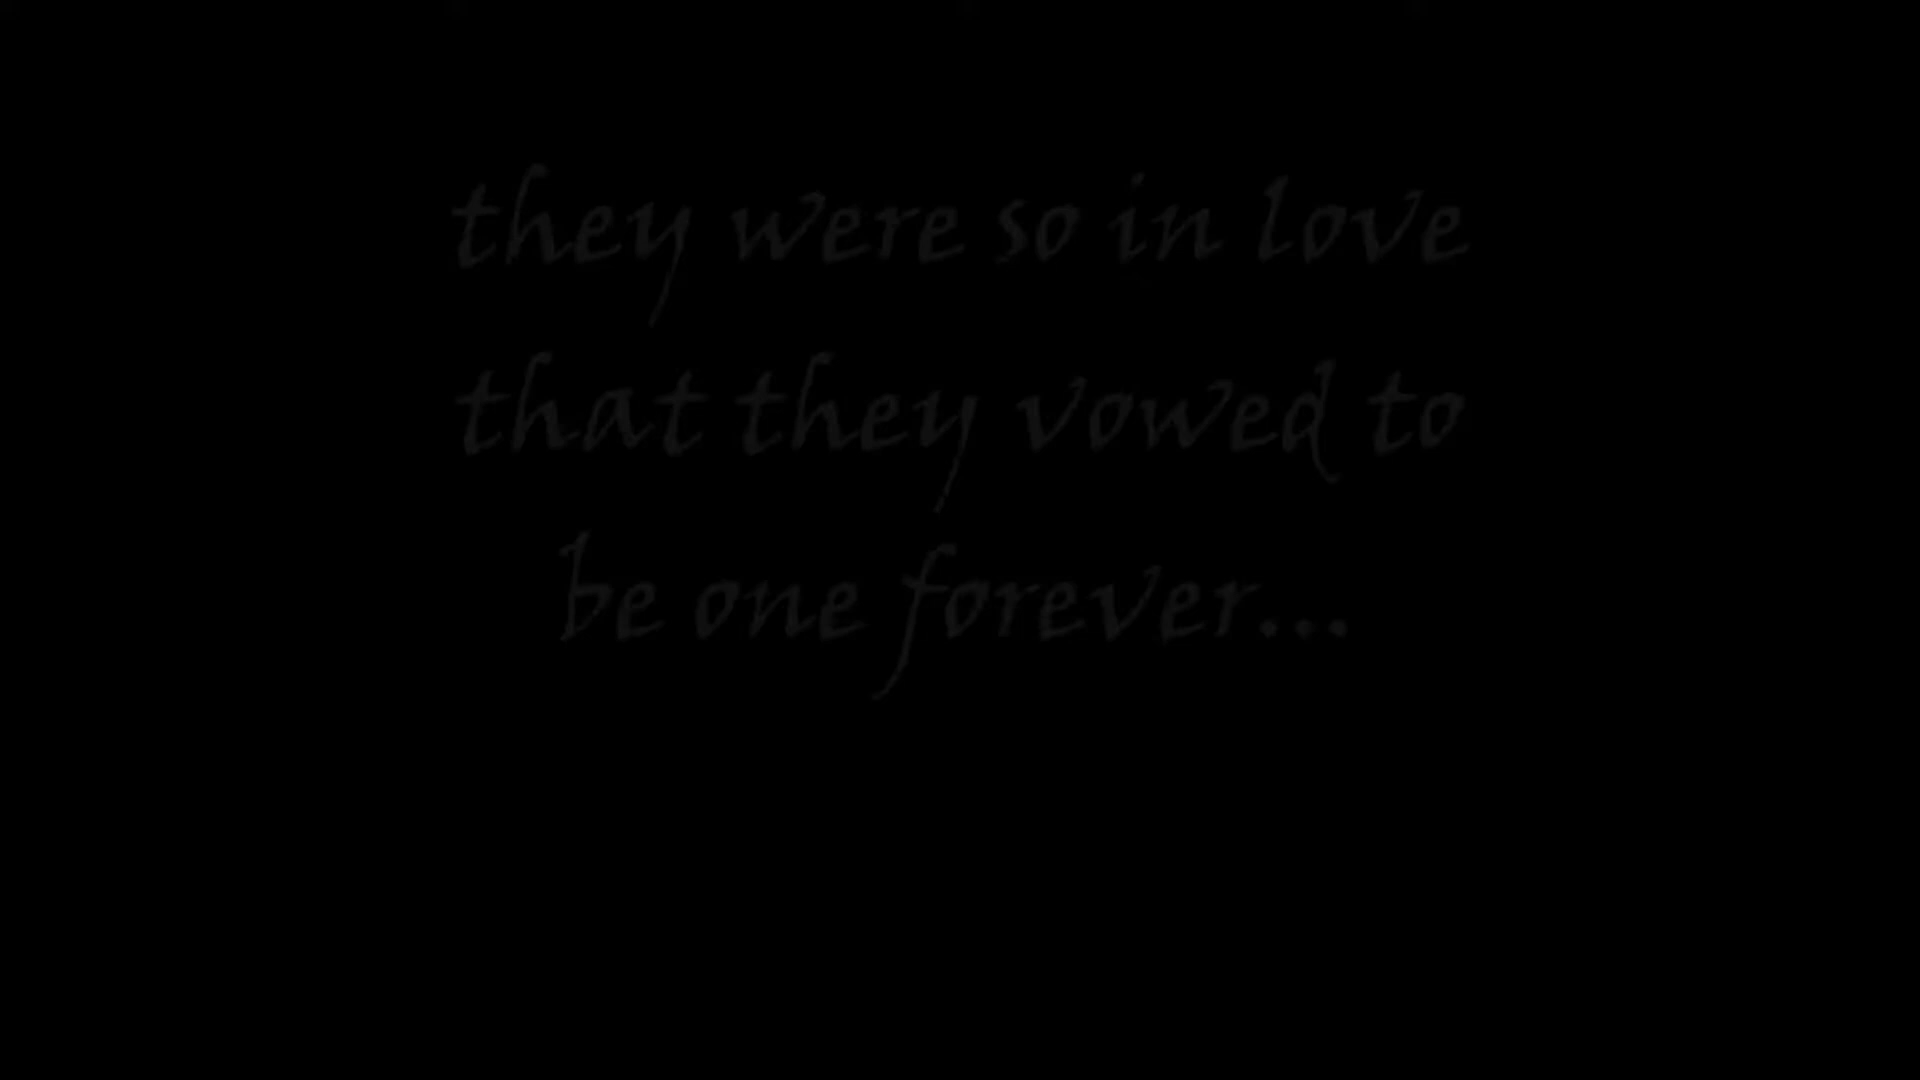 they were so in love
that they vowed to
be one forever...